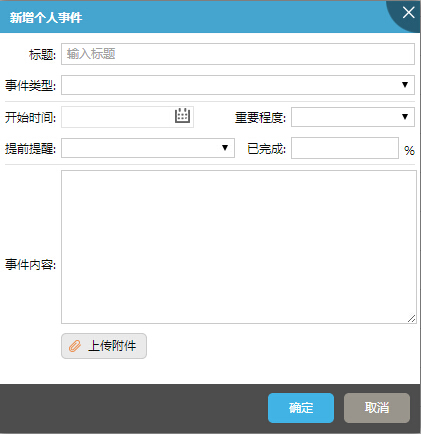 新增个人事件
标题: 输入标题
事件类型:
开始时间: 重要程度:
提前提醒: 已完成: %
事件内容:
上传附件
确定 取消